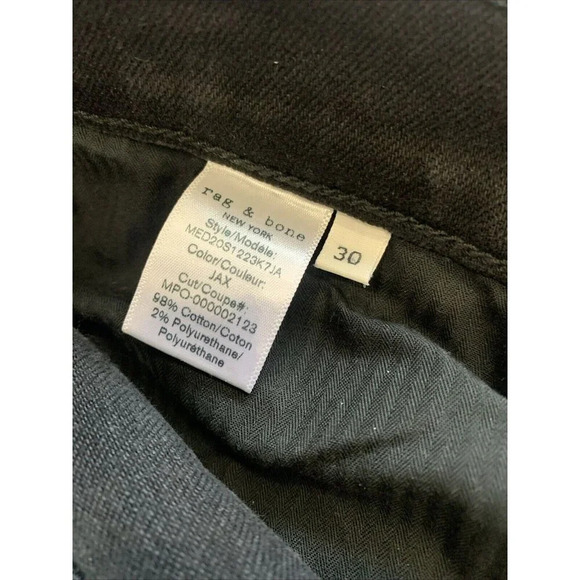 rag & bone
NEW YORK
Style/Modèle:
MED20S1223K7JA
Color/Couleur:
JAX
Cut/Coupe#:
MPO-000002123
98% Cotton/Coton
2% Polyurethane/
Polyuréthane
30